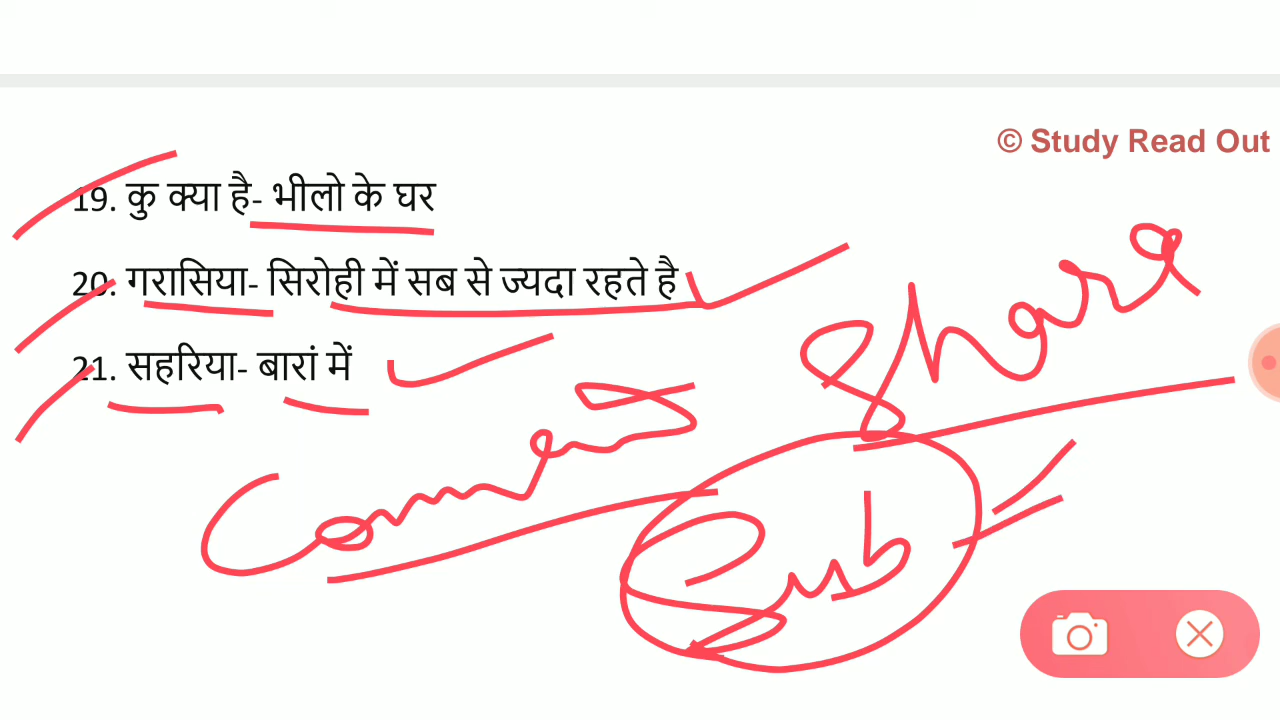 © Study Read Out
19. कु क्या है- भीलो के घर
20. गरासिया- सिरोही में सब से ज्यदा रहते है
21. सहरिया- बारां में
Share
Comment
Sub